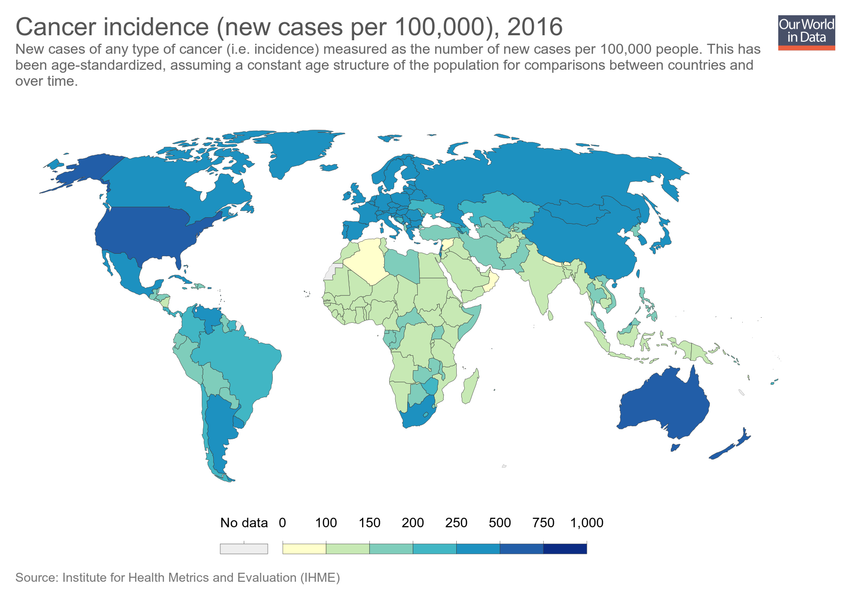 Cancer incidence (new cases per 100,000), 2016
Our World
in Data
New cases of any type of cancer (i.e. incidence) measured as the number of new cases per 100,000 people. This has
been age-standardized, assuming a constant age structure of the population for comparisons between countries and
over time.
No data 0 100 150 200 250 500 750 1,000
Source: Institute for Health Metrics and Evaluation (IHME)